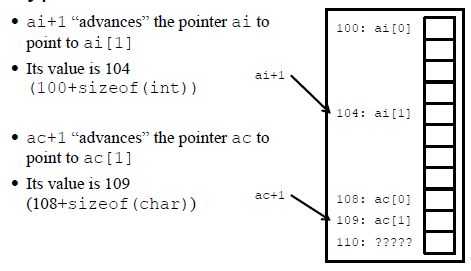 • ai+1 “advances” the pointer ai to
point to ai[1]
• Its value is 104
(100+sizeof(int))
• ac+1 “advances” the pointer ac to
point to ac[1]
• Its value is 109
(108+sizeof(char))
100: ai[0]
ai+1
104: ai[1]
108: ac[0]
ac+1
109: ac[1]
110: ?????